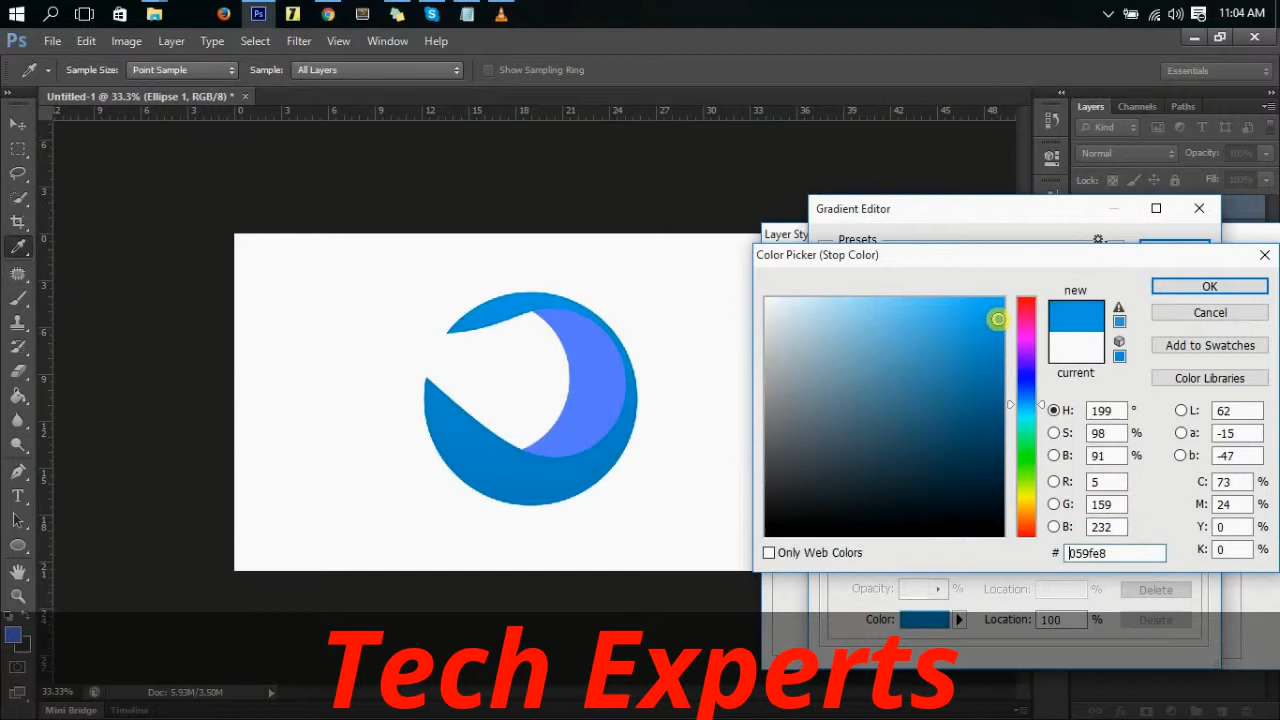 11:04 AM
Ps File Edit Image Layer Type Select Filter View Window Help
Sample Size: Point Sample Sample: All Layers Show Sampling Ring Essentials
Untitled-1 @ 33.3% (Ellipse 1, RGB/8) * ×
Layers Channels Paths
Kind
Normal Opacity: 100%
Lock: Fill: 100%
Gradient Editor
Layer Sty
Presets
Color Picker (Stop Color)
new
OK
Cancel
Add to Swatches
current
Color Libraries
H: 199 ° L: 62
S: 98 % a: -15
B: 91 % b: -47
R: 5 C: 73 %
G: 159 M: 24 %
B: 232 Y: 0 %
# 059fe8 K: 0 %
Only Web Colors
Opacity: % Location: Delete
Color: Location: 100 % Delete
Tech Experts
33.33% Doc: 5.93M/3.50M
Mini Bridge Timeline